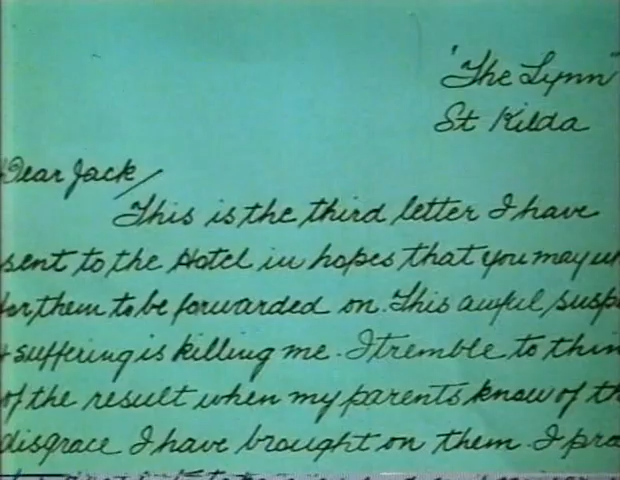 "The Lynn"
St Kilda
Dear Jack/
This is the third letter I have
sent to the Hotel in hopes that you may
for them to be forwarded on. This awful
+ suffering is killing me. I tremble to
of the result when my parents know of
disgrace I have brought on them. I